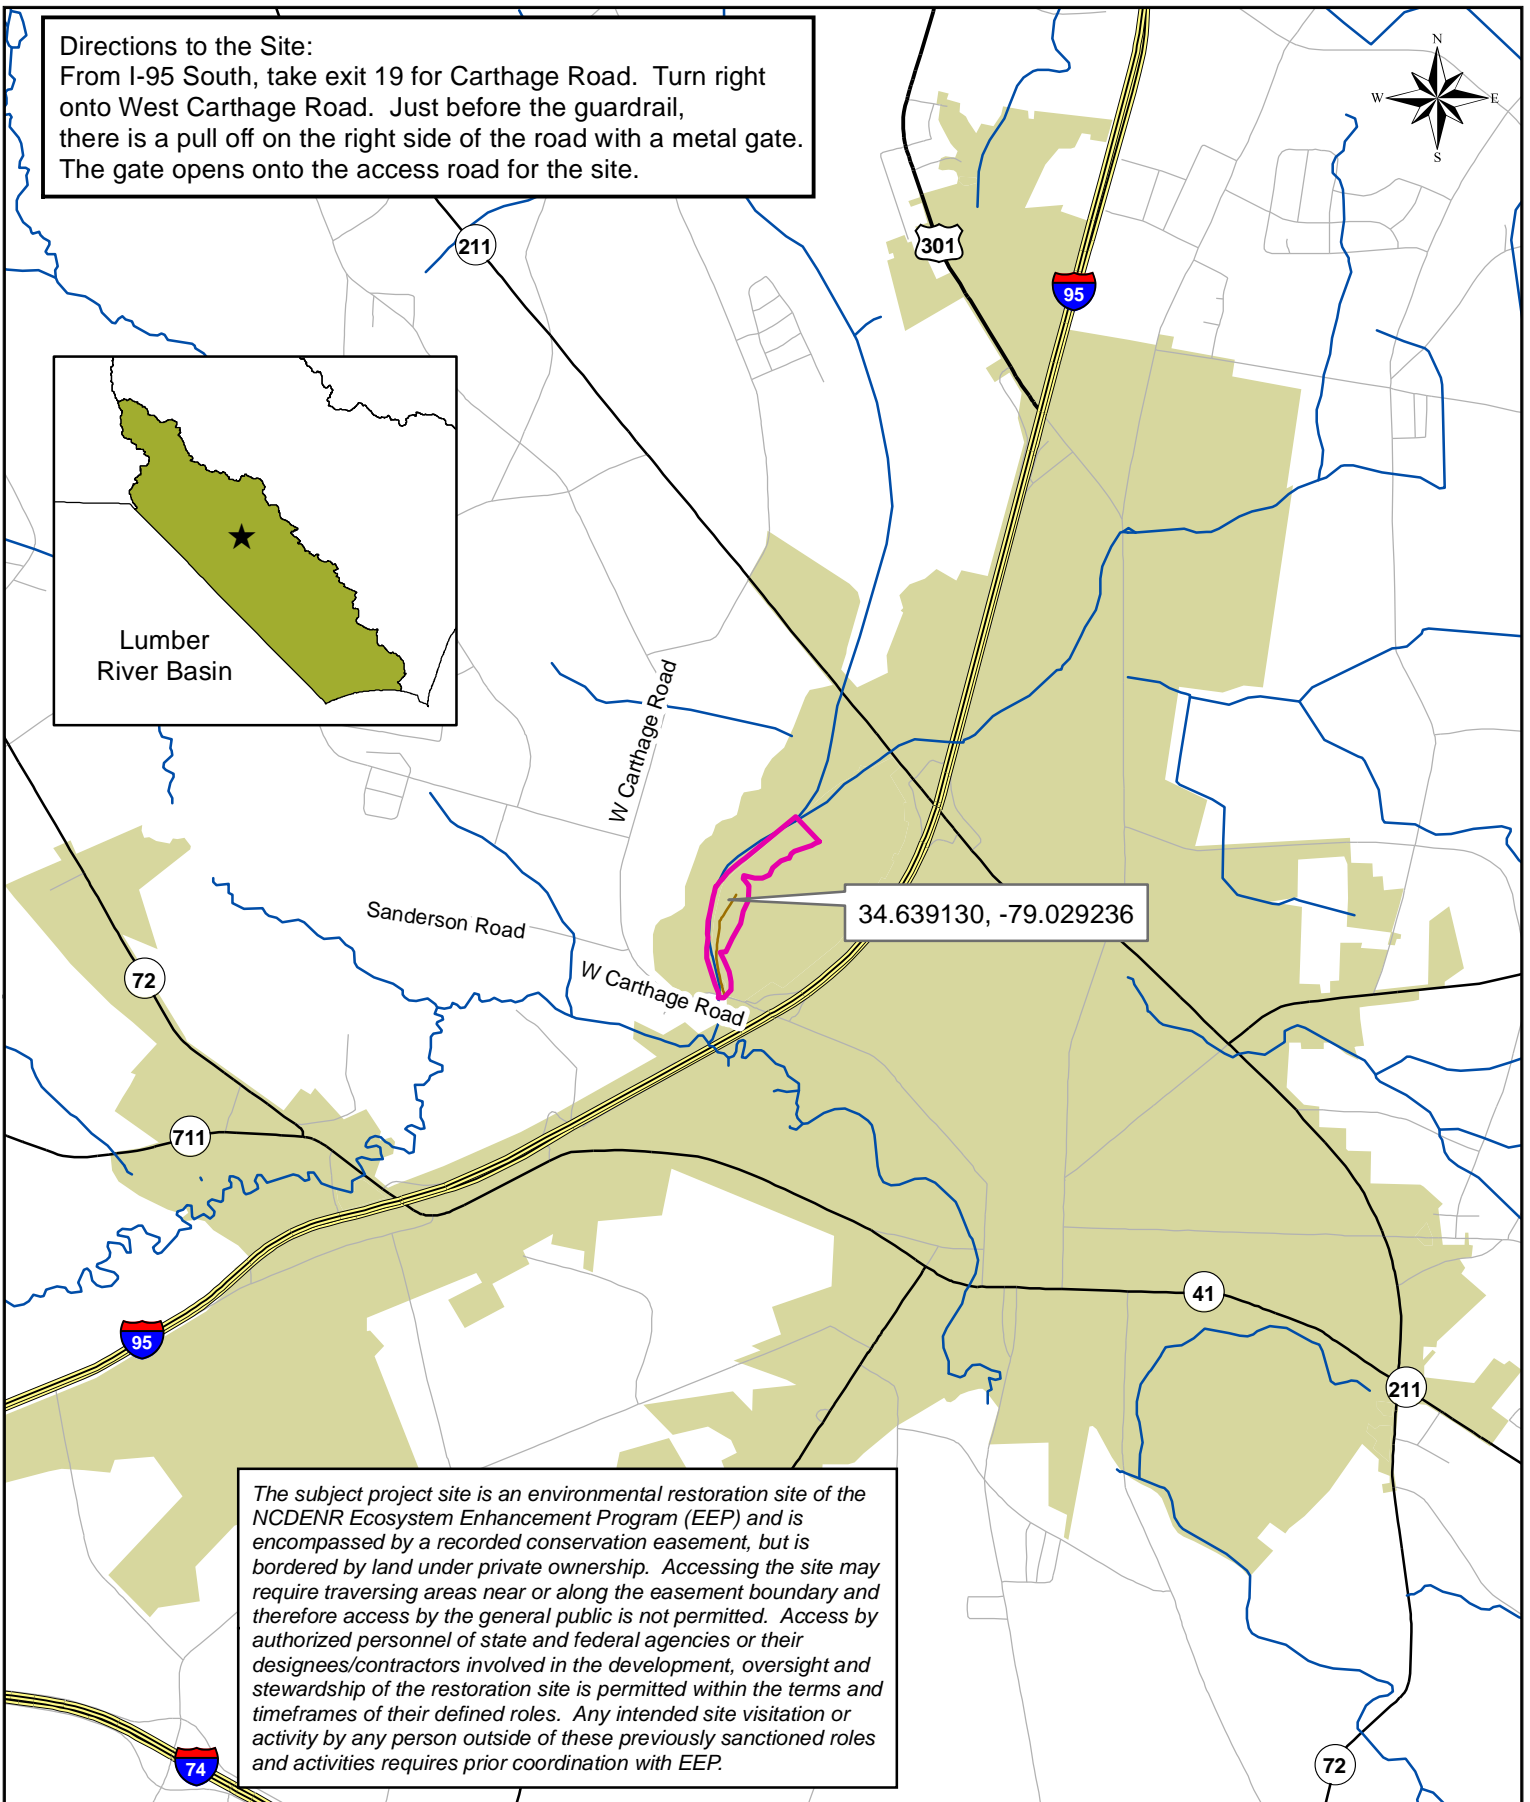 Directions to the Site:
From I-95 South, take exit 19 for Carthage Road. Turn right
onto West Carthage Road. Just before the guardrail,
there is a pull off on the right side of the road with a metal gate.
The gate opens onto the access road for the site.
N
W
E
S
211
301
95
Lumber
River Basin
W Carthage Road
34.639130, -79.029236
Sanderson Road
W Carthage Road
72
711
41
95
211
The subject project site is an environmental restoration site of the
NCDENR Ecosystem Enhancement Program (EEP) and is
encompassed by a recorded conservation easement, but is
bordered by land under private ownership. Accessing the site may
require traversing areas near or along the easement boundary and
therefore access by the general public is not permitted. Access by
authorized personnel of state and federal agencies or their
designees/contractors involved in the development, oversight and
stewardship of the restoration site is permitted within the terms and
timeframes of their defined roles. Any intended site visitation or
activity by any person outside of these previously sanctioned roles
and activities requires prior coordination with EEP.
74
72